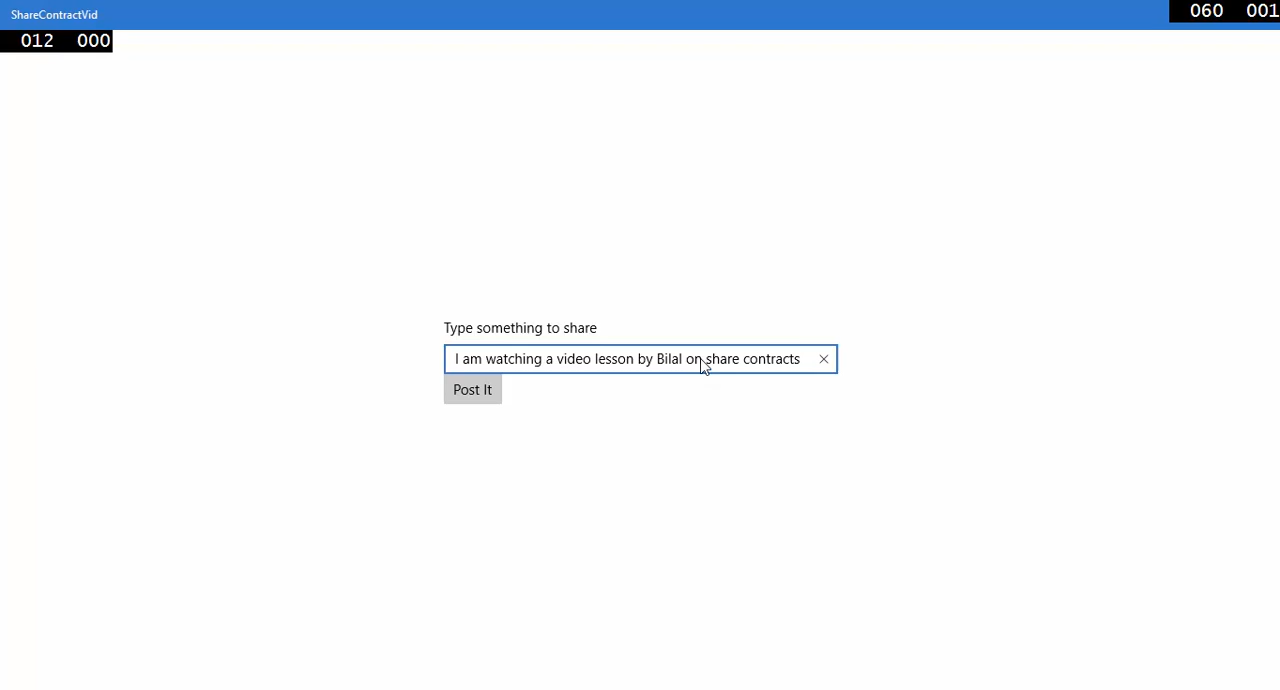 ShareContractVid
060 001
012 000
Type something to share
I am watching a video lesson by Bilal on share contracts
Post It